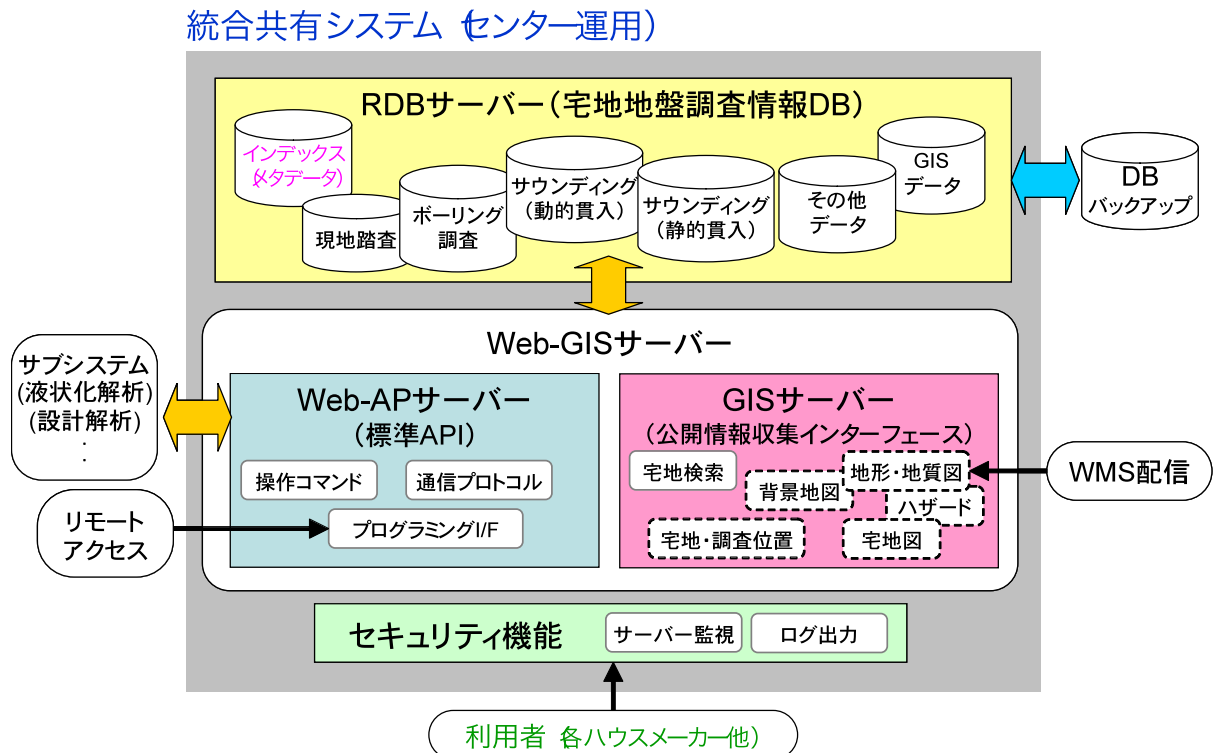 統合共有システム（センター運用）
RDBサーバー（宅地地盤調査情報DB）
インデックス
（メタデータ）
現地踏査
ボーリング
調査
サウンディング
（動的貫入）
サウンディング
（静的貫入）
その他
データ
GIS
データ
DB
バックアップ
Web-GISサーバー
サブシステム
(液状化解析)
(設計解析)
:
Web-APサーバー
（標準API）
操作コマンド
通信プロトコル
プログラミングI/F
リモート
アクセス
GISサーバー
（公開情報収集インターフェース）
宅地検索
背景地図
地形・地質図
ハザード
宅地・調査位置
宅地図
WMS配信
セキュリティ機能
サーバー監視
ログ出力
利用者（各ハウスメーカー他）